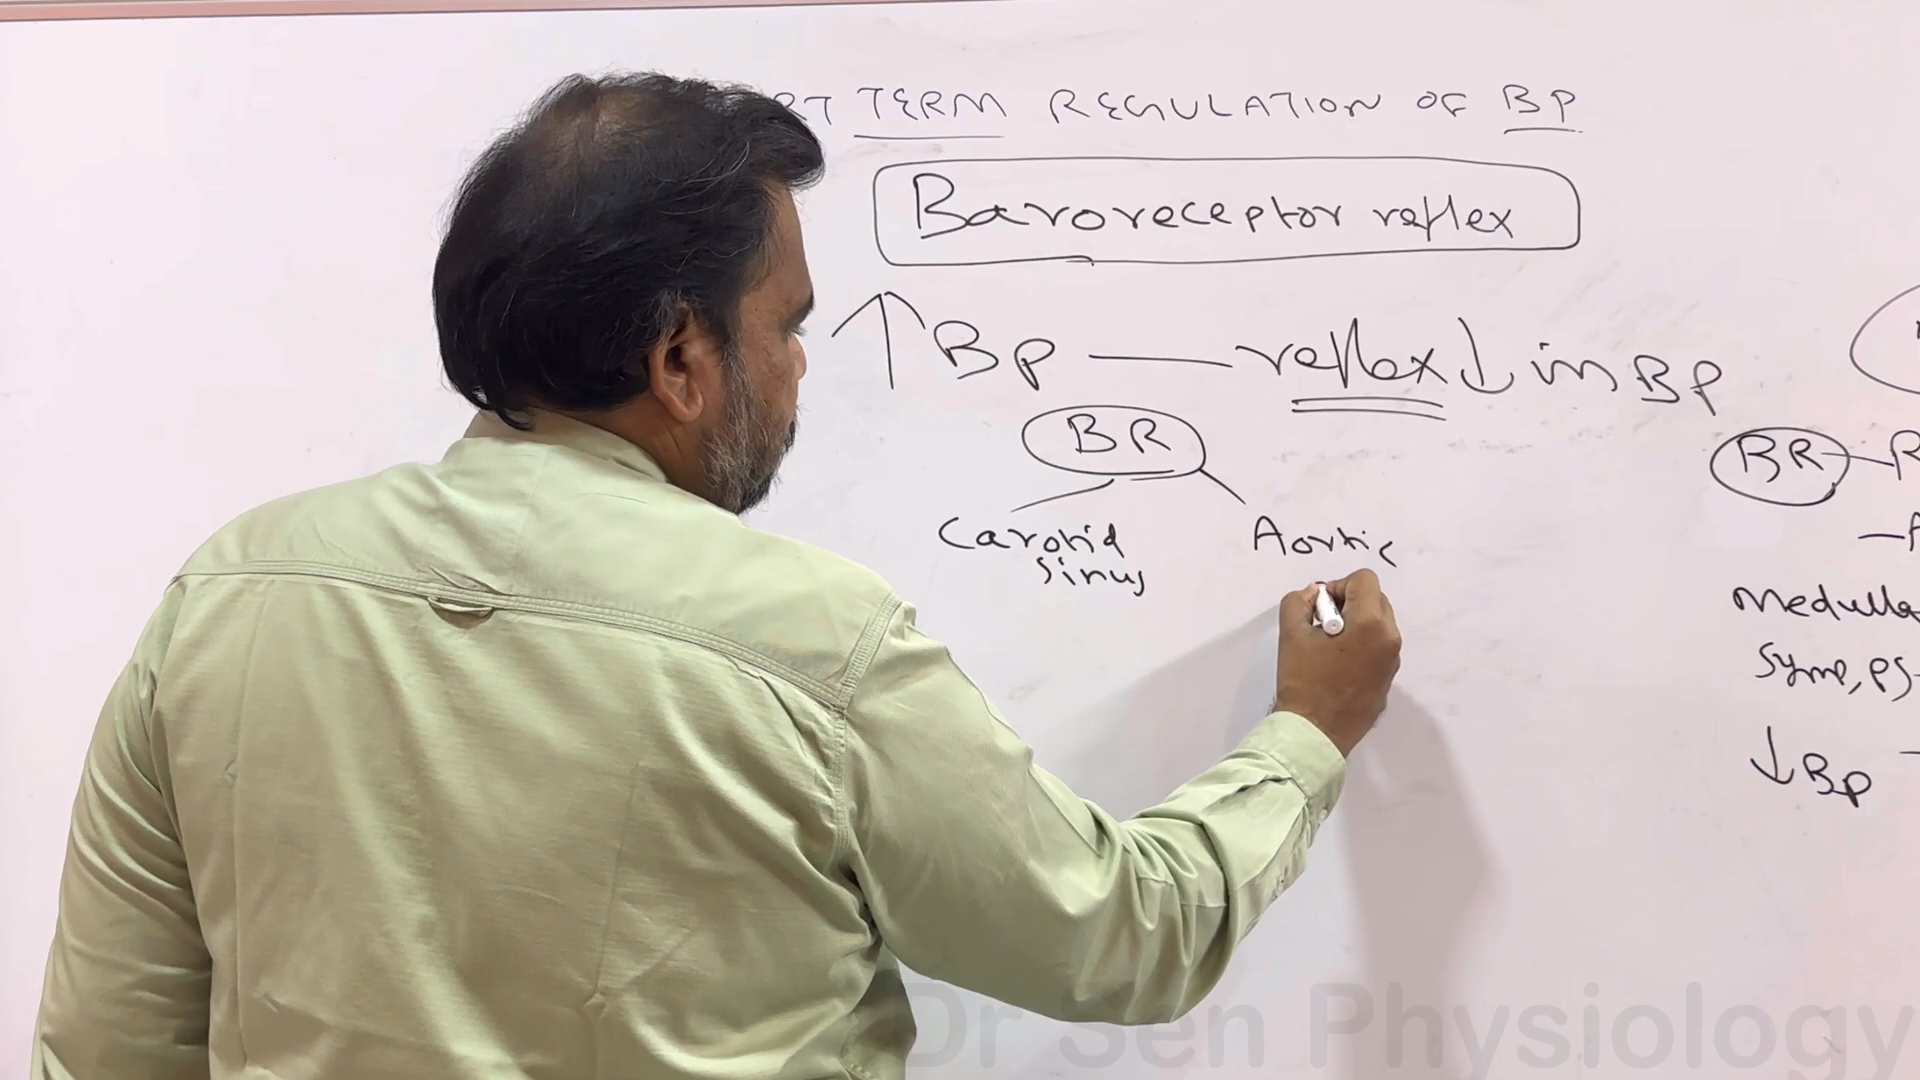 RT TERM REGULATION OF BP
Baroreceptor reflex
↑ BP — reflex ↓ in BP
BR
Carotid
Sinus
Aortic
BR — R
Medulla
Symp, PS
↓ BP
Dr Sen Physiology